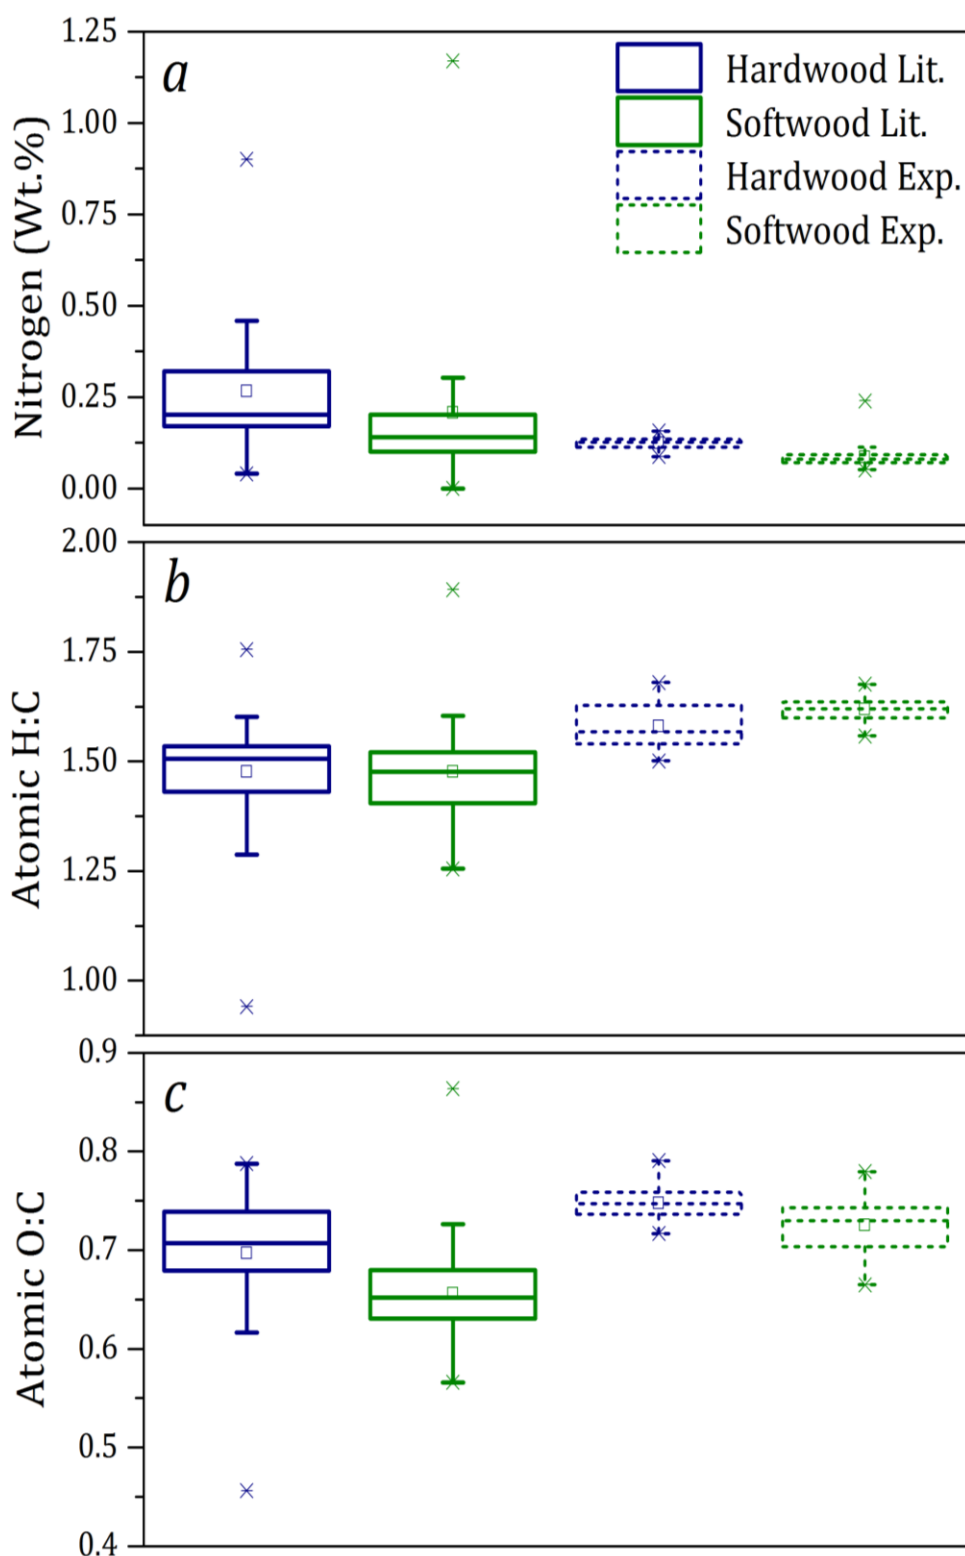 a
Hardwood Lit.
Softwood Lit.
Hardwood Exp.
Softwood Exp.
Nitrogen (Wt.%)
1.25
1.00
0.75
0.50
0.25
0.00
b
Atomic H:C
2.00
1.75
1.50
1.25
1.00
c
Atomic O:C
0.9
0.8
0.7
0.6
0.5
0.4